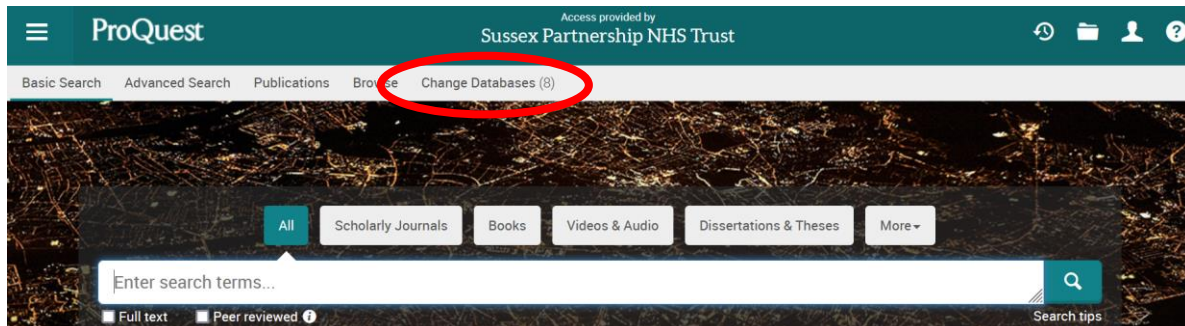 Access provided by
ProQuest Sussex Partnership NHS Trust
Basic Search Advanced Search Publications Browse Change Databases (8)
All Scholarly Journals Books Videos & Audio Dissertations & Theses More
Enter search terms...
Full text Peer reviewed Search tips